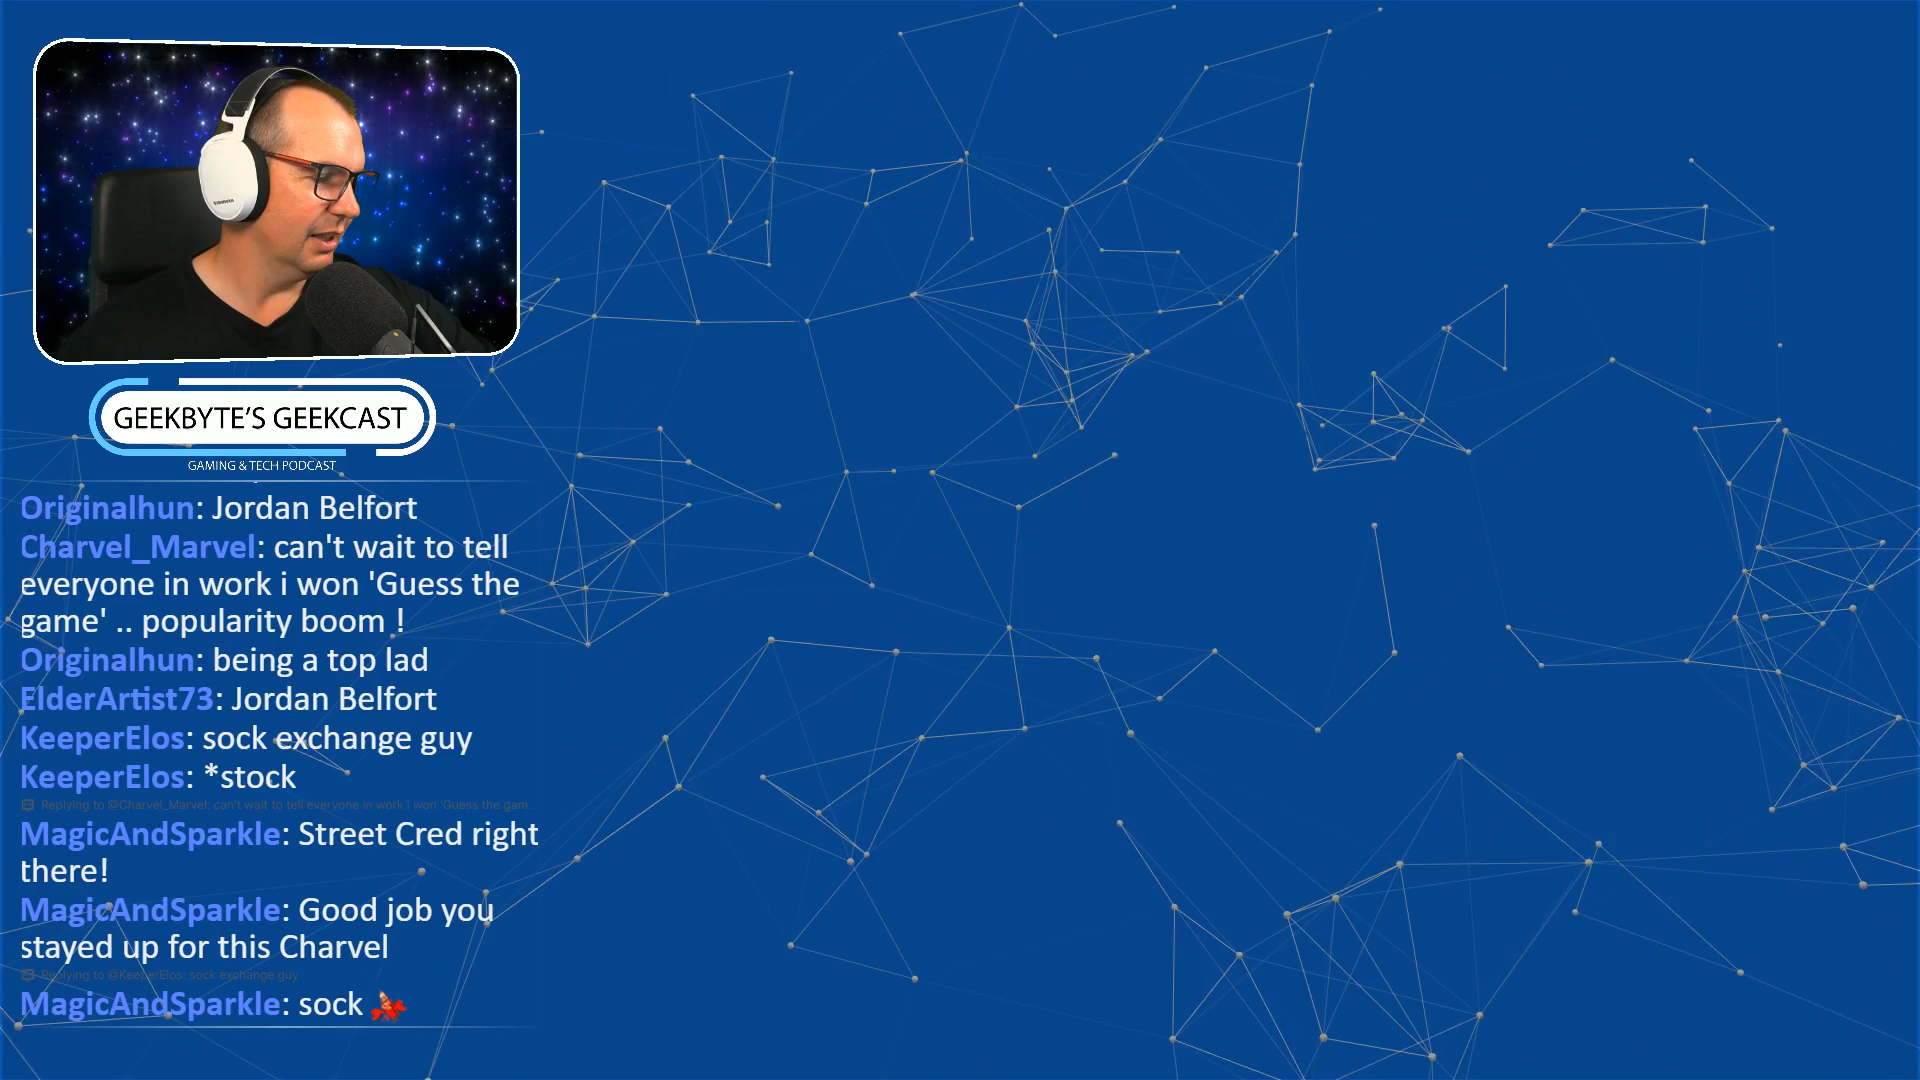 GEEKBYTE'S GEEKCAST
GAMING & TECH PODCAST
Originalhun: Jordan Belfort
Charvel_Marvel: can't wait to tell
everyone in work i won 'Guess the
game' .. popularity boom !
Originalhun: being a top lad
ElderArtist73: Jordan Belfort
KeeperElos: sock exchange guy
KeeperElos: *stock
Replying to @Charvel_Marvel: can't wait to tell everyone in work i won 'Guess the gam...
MagicAndSparkle: Street Cred right
there!
MagicAndSparkle: Good job you
stayed up for this Charvel
Replying to @KeeperElos: sock exchange guy
MagicAndSparkle: sock